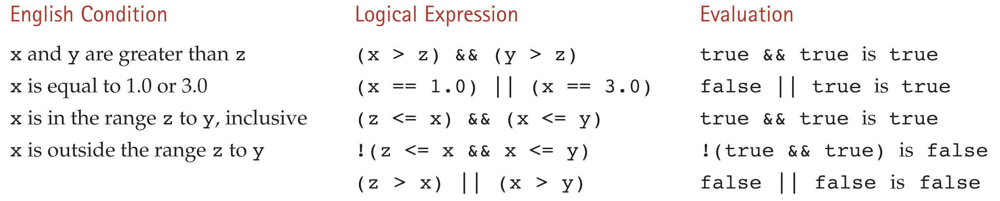 English Condition Logical Expression Evaluation
x and y are greater than z (x > z) && (y > z) true && true is true
x is equal to 1.0 or 3.0 (x == 1.0) || (x == 3.0) false || true is true
x is in the range z to y, inclusive (z <= x) && (x <= y) true && true is true
x is outside the range z to y !(z <= x && x <= y) !(true && true) is false
(z > x) || (x > y) false || false is false